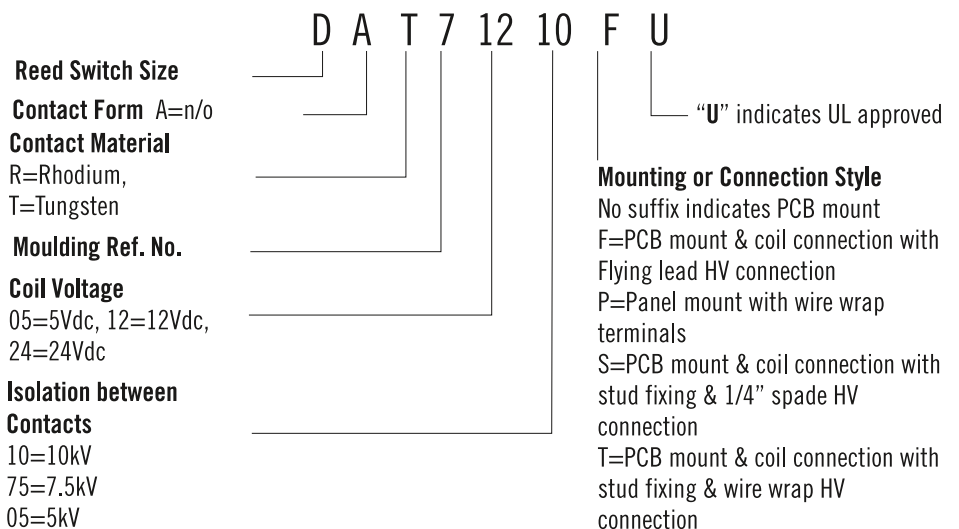 D A T 7 12 10 F U
Reed Switch Size
Contact Form A=n/o
Contact Material
R=Rhodium,
T=Tungsten
Moulding Ref. No.
Coil Voltage
05=5Vdc, 12=12Vdc,
24=24Vdc
Isolation between
Contacts
10=10kV
75=7.5kV
05=5kV
“U” indicates UL approved
Mounting or Connection Style
No suffix indicates PCB mount
F=PCB mount & coil connection with
Flying lead HV connection
P=Panel mount with wire wrap
terminals
S=PCB mount & coil connection with
stud fixing & 1/4” spade HV
connection
T=PCB mount & coil connection with
stud fixing & wire wrap HV
connection